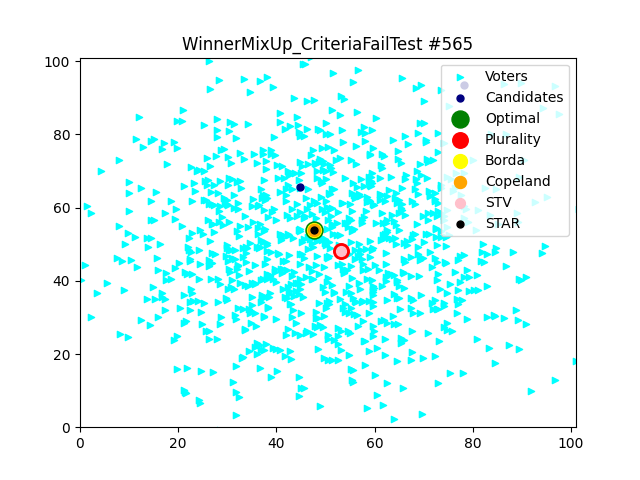 WinnerMixUp_CriteriaFailTest #565
100
80
60
40
20
0
0
20
40
60
80
100
Voters
Candidates
Optimal
Plurality
Borda
Copeland
STV
STAR